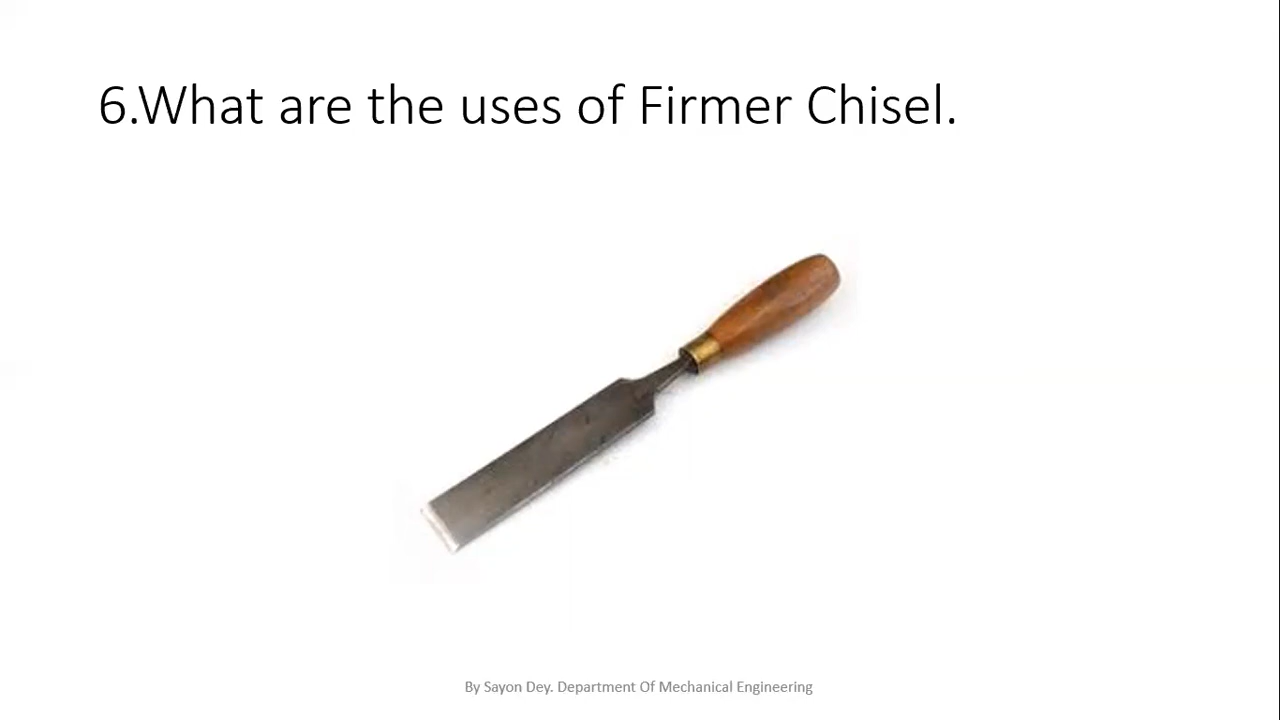 6.What are the uses of Firmer Chisel.
By Sayon Dey. Department Of Mechanical Engineering